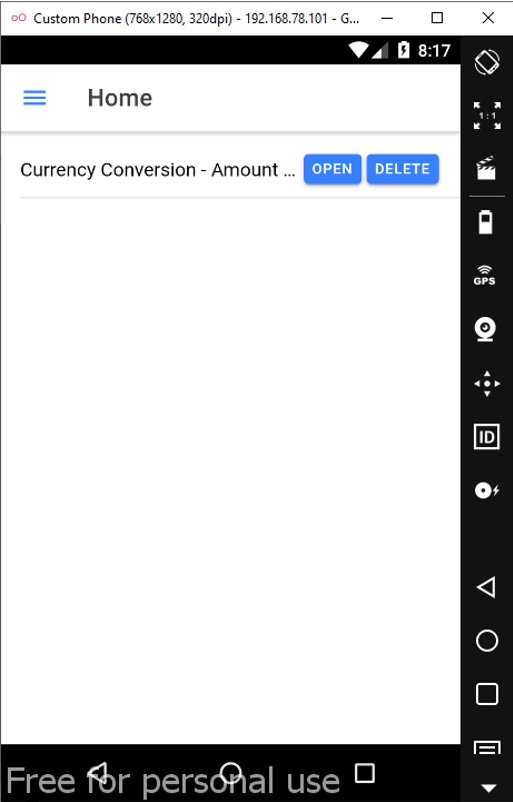 Custom Phone (768x1280, 320dpi) - 192.168.78.101 - G...
8:17
Home
Currency Conversion - Amount ... OPEN DELETE
1:1
GPS
ID
Free for personal use